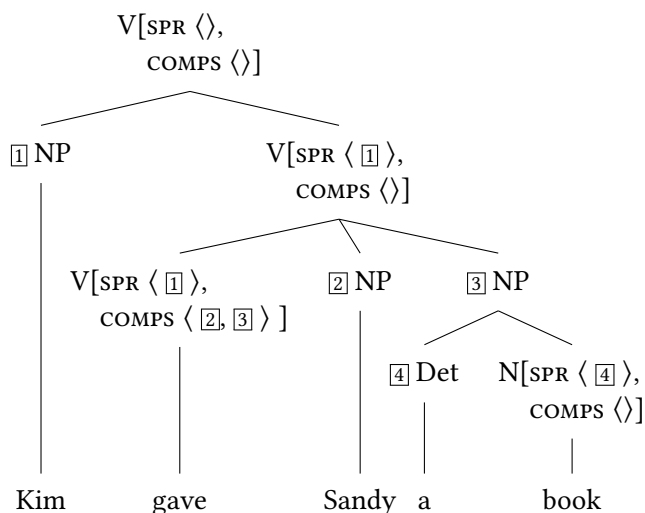 V[SPR ⟨⟩,
COMPS ⟨⟩]
1 NP V[SPR ⟨ 1 ⟩,
COMPS ⟨⟩]
V[SPR ⟨ 1 ⟩, 2 NP 3 NP
COMPS ⟨ 2, 3 ⟩ ]
4 Det N[SPR ⟨ 4 ⟩,
COMPS ⟨⟩]
Kim gave Sandy a book